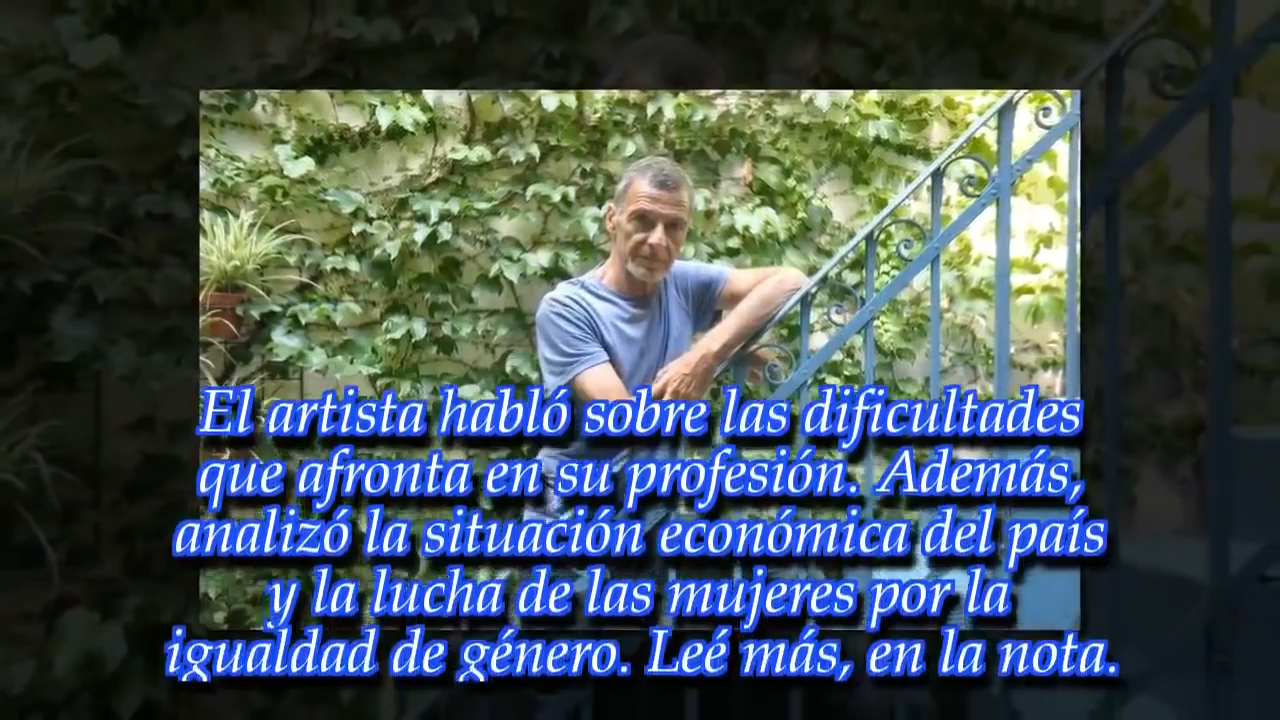 El artista habló sobre las dificultades
que afronta en su profesión. Además,
analizó la situación económica del país
y la lucha de las mujeres por la
igualdad de género. Leé más, en la nota.